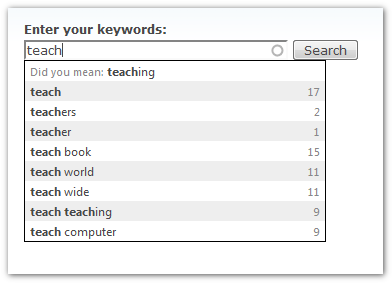 Enter your keywords:
teach Search
Did you mean: teaching
teach 17
teachers 2
teacher 1
teach book 15
teach world 11
teach wide 11
teach teaching 9
teach computer 9